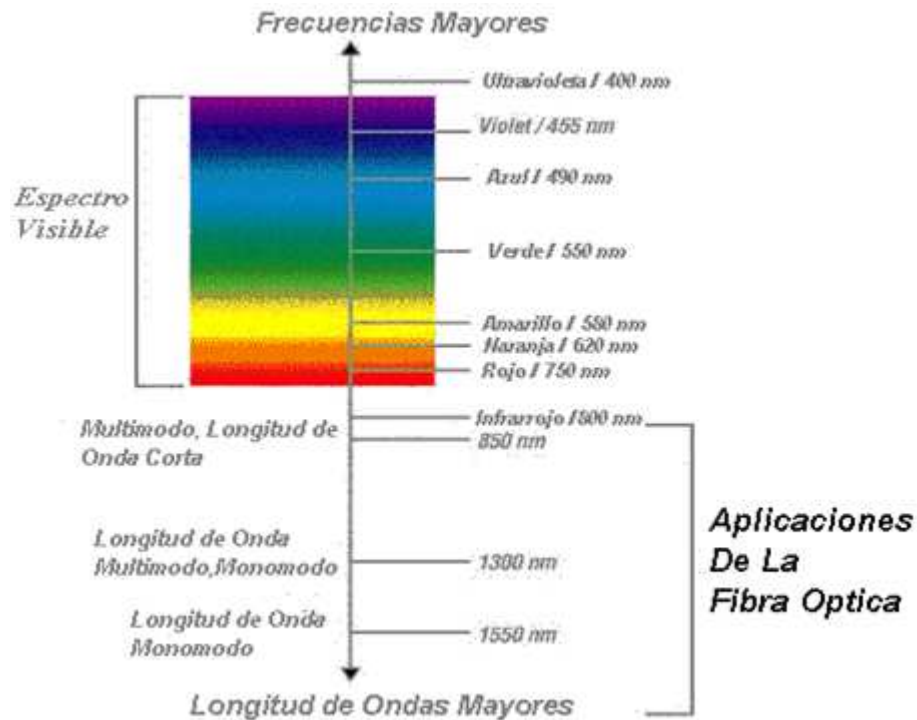 Frecuencias Mayores
Ultravioleta / 400 nm
Violet / 455 nm
Azul / 490 nm
Espectro
Visible
Verde / 550 nm
Amarillo / 580 nm
Naranja / 620 nm
Rojo / 750 nm
Infrarrojo / 800 nm
Multimodo, Longitud de
Onda Corta
850 nm
Aplicaciones
De La
Fibra Optica
Longitud de Onda
Multimodo,Monomodo
1300 nm
Longitud de Onda
Monomodo
1550 nm
Longitud de Ondas Mayores